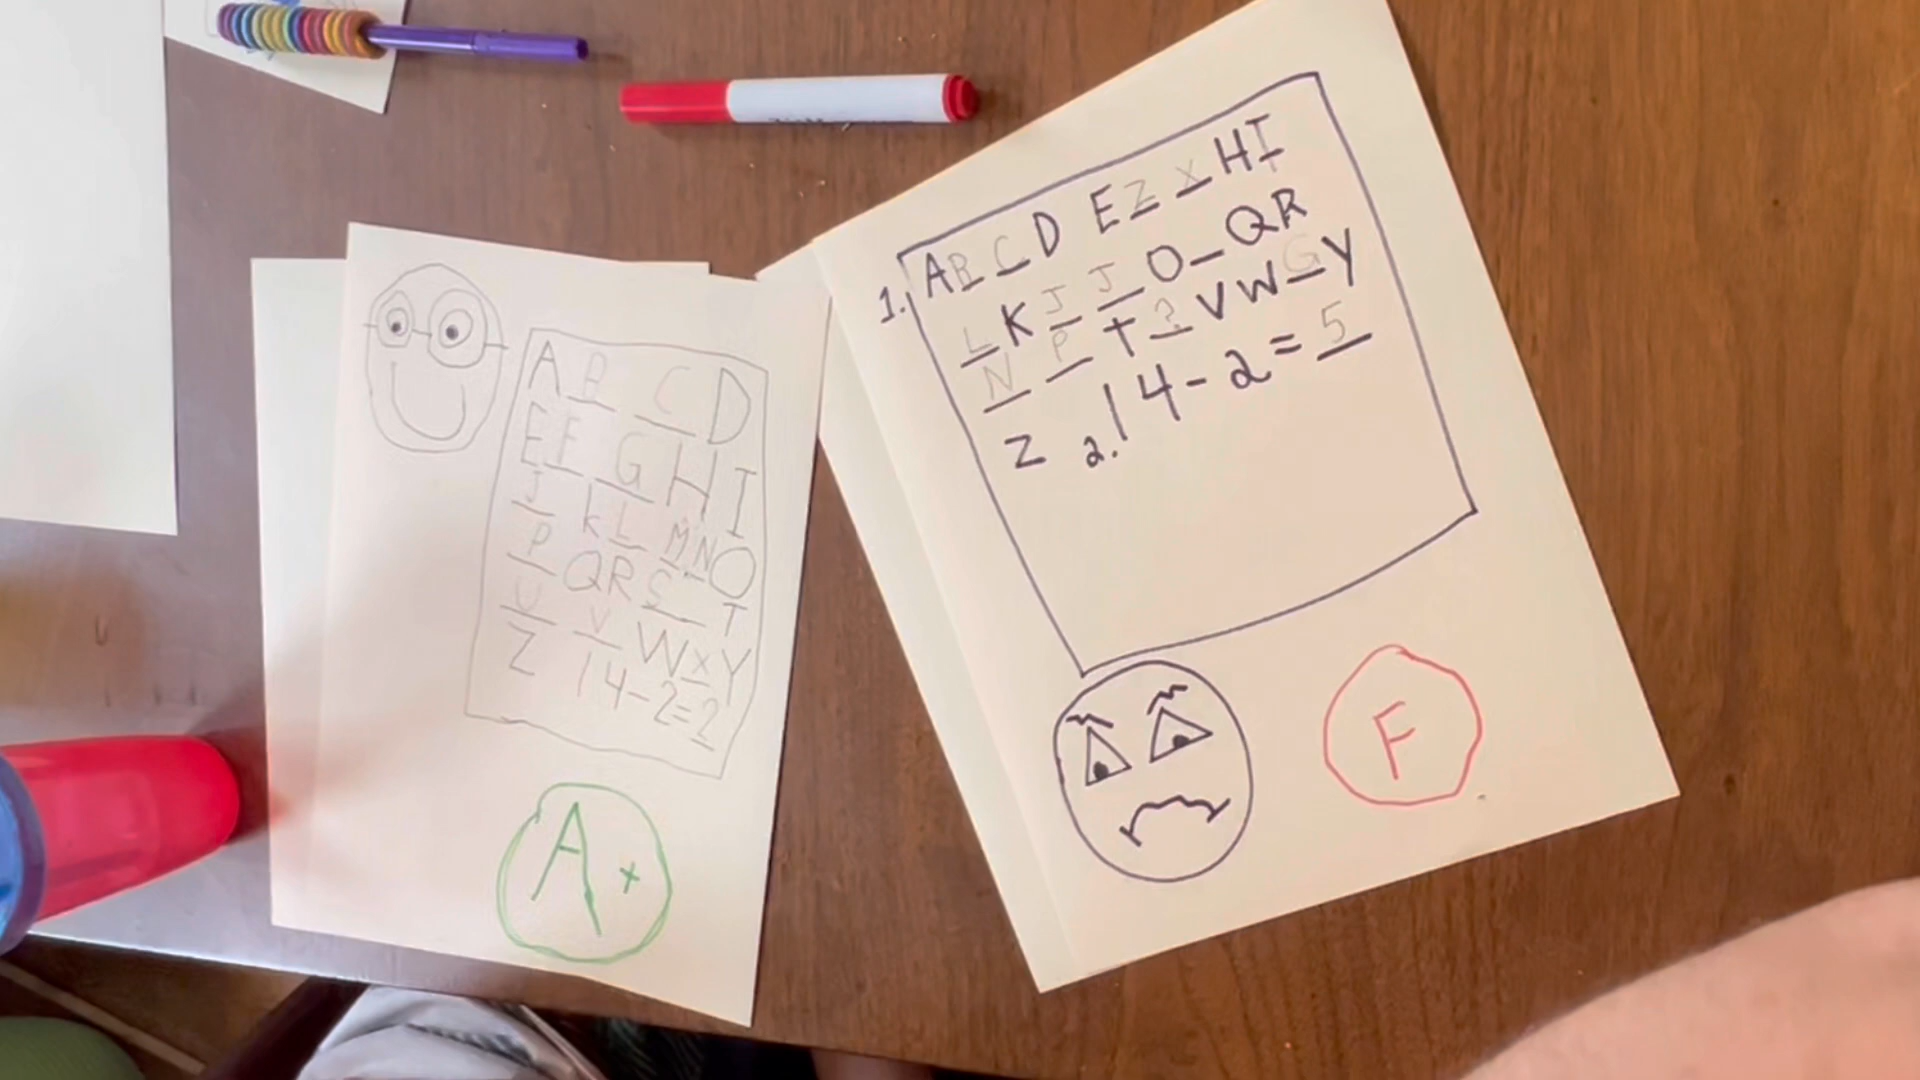 A B C D
E F G H I
J K L M N O
P Q R S T
U V W X Y
Z 14-2=2
A+
1. A B C D E Z X H I
L K J J O _ Q R
N P T ? V W G Y
Z 2. 14-2=5
F